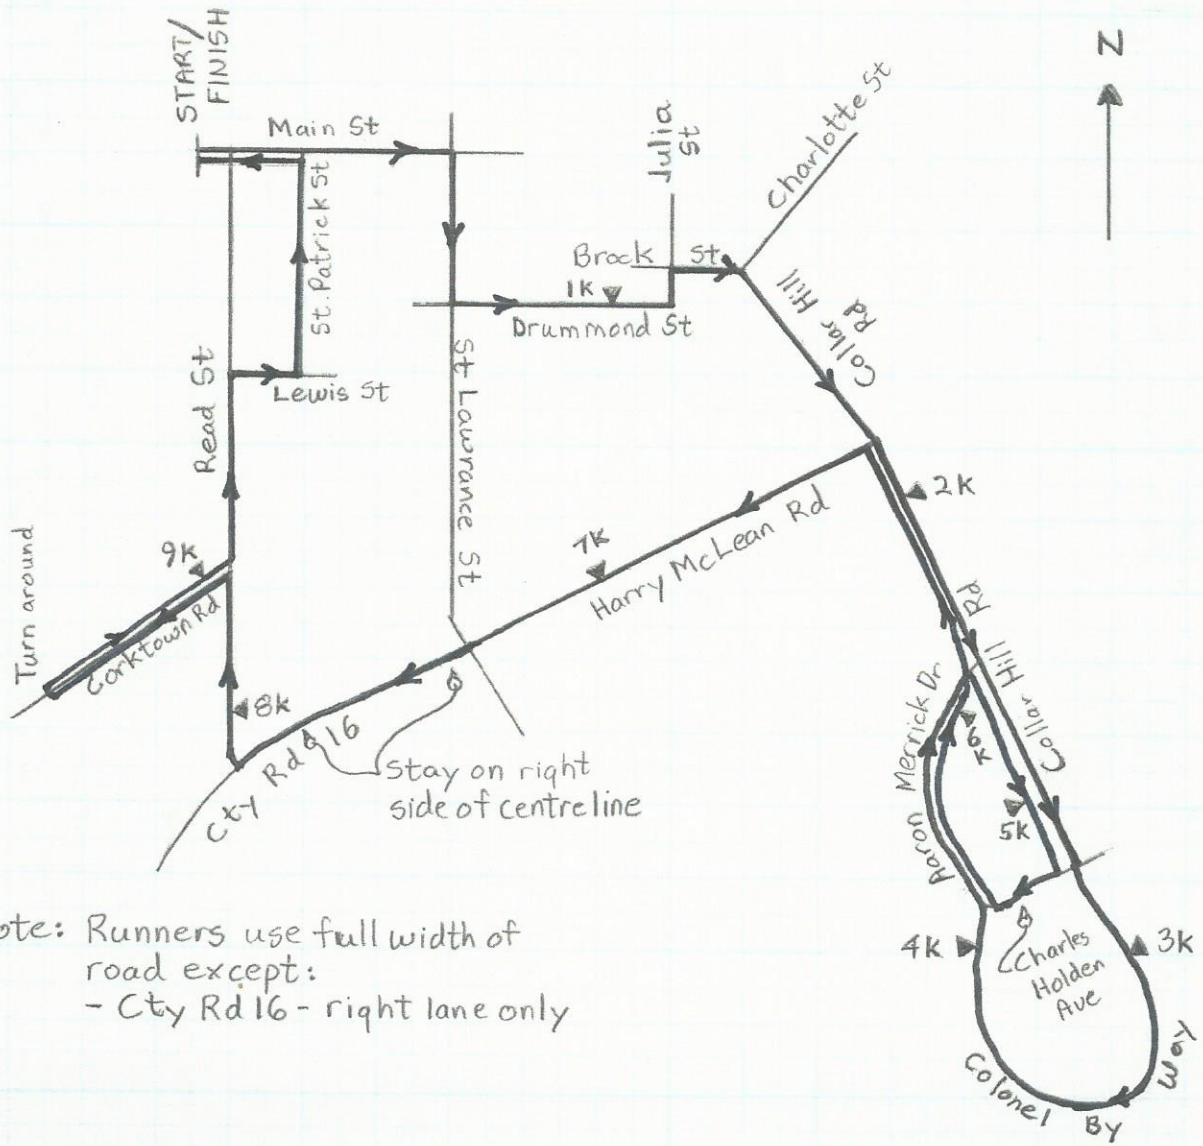 START/
FINISH
Main St
N
Julia
St
Charlotte St
St. Patrick St
Brock St
1K
Drummond St
Collar Hill
Rd
Read St
Lewis St
St Lawrance St
2K
Harry McLean Rd
7K
9K
Turn around
Corktown Rd
8K
Cty Rd 16
Stay on right
side of centreline
Collar Hill Rd
Aaron Merrick Dr
6K
5K
4K
3K
Charles
Holden
Ave
Colonel By Way
ote: Runners use full width of
road except:
- Cty Rd 16 - right lane only